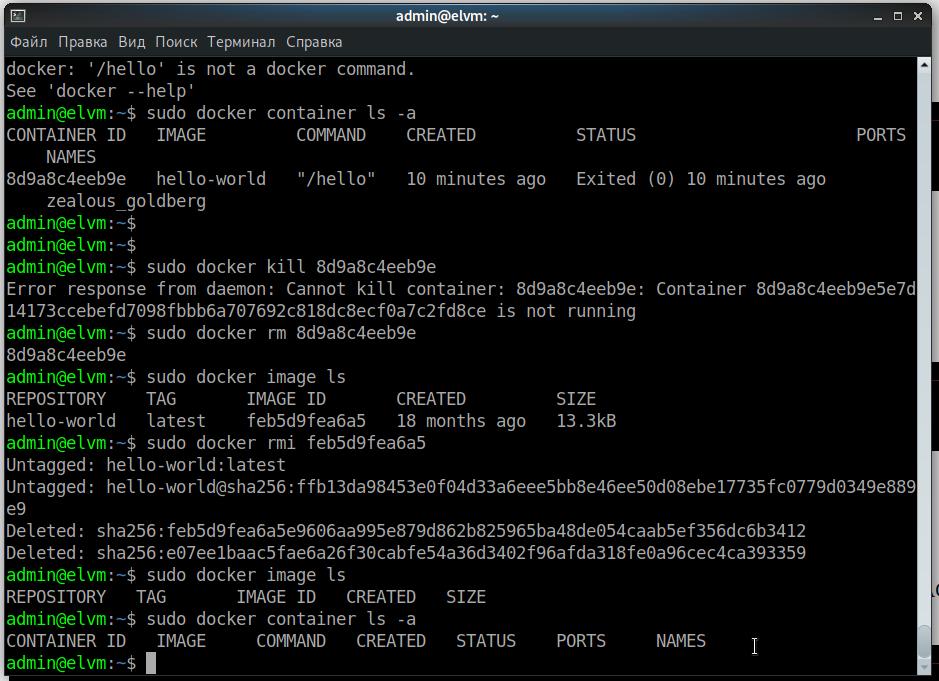 admin@elvm: ~
Файл Правка Вид Поиск Терминал Справка
docker: '/hello' is not a docker command.
See 'docker --help'
admin@elvm:~$ sudo docker container ls -a
CONTAINER ID   IMAGE         COMMAND    CREATED          STATUS                      PORTS
    NAMES
8d9a8c4eeb9e   hello-world   "/hello"   10 minutes ago   Exited (0) 10 minutes ago
    zealous_goldberg
admin@elvm:~$
admin@elvm:~$
admin@elvm:~$ sudo docker kill 8d9a8c4eeb9e
Error response from daemon: Cannot kill container: 8d9a8c4eeb9e: Container 8d9a8c4eeb9e5e7d
14173ccebefd7098fbbb6a707692c818dc8ecf0a7c2fd8ce is not running
admin@elvm:~$ sudo docker rm 8d9a8c4eeb9e
8d9a8c4eeb9e
admin@elvm:~$ sudo docker image ls
REPOSITORY    TAG       IMAGE ID       CREATED         SIZE
hello-world   latest    feb5d9fea6a5   18 months ago   13.3kB
admin@elvm:~$ sudo docker rmi feb5d9fea6a5
Untagged: hello-world:latest
Untagged: hello-world@sha256:ffb13da98453e0f04d33a6eee5bb8e46ee50d08ebe17735fc0779d0349e889
e9
Deleted: sha256:feb5d9fea6a5e9606aa995e879d862b825965ba48de054caab5ef356dc6b3412
Deleted: sha256:e07ee1baac5fae6a26f30cabfe54a36d3402f96afda318fe0a96cec4ca393359
admin@elvm:~$ sudo docker image ls
REPOSITORY   TAG       IMAGE ID   CREATED   SIZE
admin@elvm:~$ sudo docker container ls -a
CONTAINER ID   IMAGE     COMMAND   CREATED   STATUS    PORTS     NAMES
admin@elvm:~$